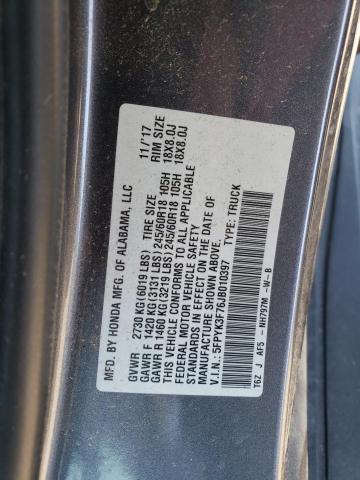 MFD. BY HONDA MFG. OF ALABAMA, LLC 11/17
GVWR 2730 KG(6019 LBS) TIRE SIZE RIM SIZE
GAWR F 1420 KG(3131 LBS) 245/60R18 105H 18X8.0J
GAWR R 1460 KG(3219 LBS) 245/60R18 105H 18X8.0J
THIS VEHICLE CONFORMS TO ALL APPLICABLE
FEDERAL MOTOR VEHICLE SAFETY
STANDARDS IN EFFECT ON THE DATE OF
MANUFACTURE SHOWN ABOVE.
V.I.N.: 5FPYK3F76JB010397 TYPE: TRUCK
T6Z J AF5 - NH797M -W-B